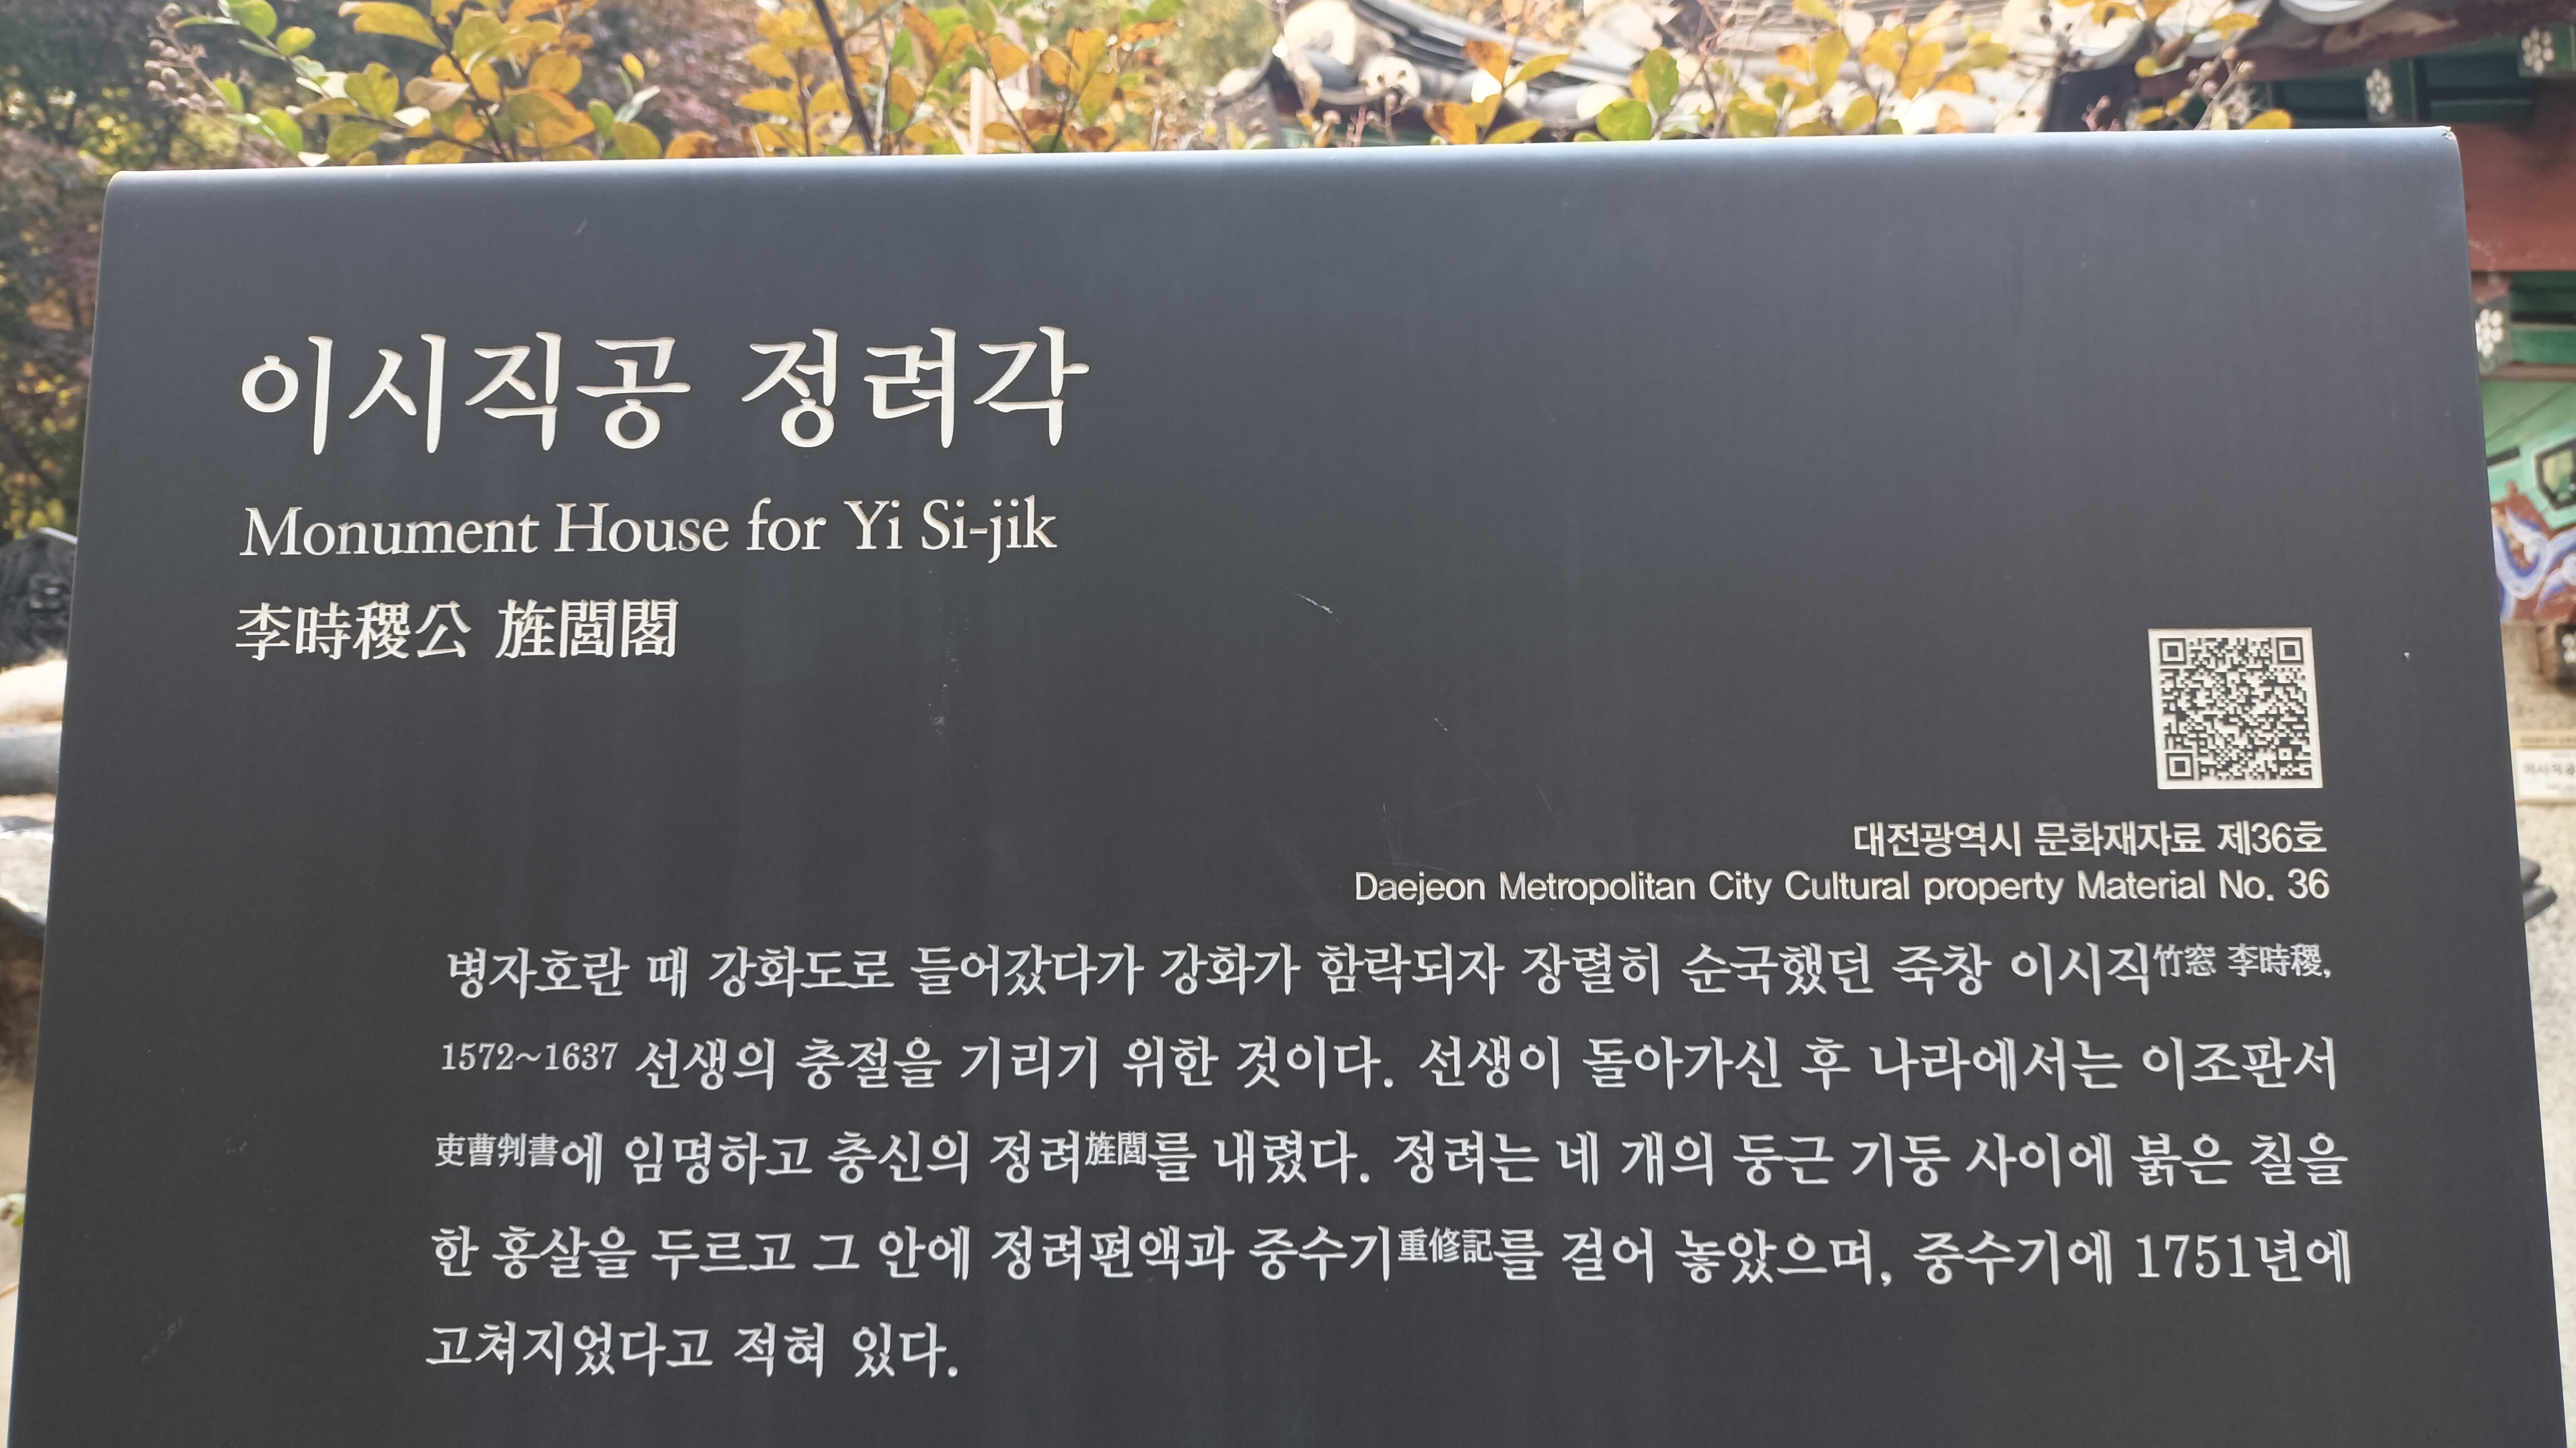 이시직공 정려각
Monument House for Yi Si-jik
李時稷公 旌閭閣
대전광역시 문화재자료 제36호
Daejeon Metropolitan City Cultural property Material No. 36
병자호란 때 강화도로 들어갔다가 강화가 함락되자 장렬히 순국했던 죽창 이시직竹窓 李時稷,
1572~1637 선생의 충절을 기리기 위한 것이다. 선생이 돌아가신 후 나라에서는 이조판서
吏曹判書에 임명하고 충신의 정려旌閭를 내렸다. 정려는 네 개의 둥근 기둥 사이에 붉은 칠을
한 홍살을 두르고 그 안에 정려편액과 중수기重修記를 걸어 놓았으며, 중수기에 1751년에
고쳐지었다고 적혀 있다.